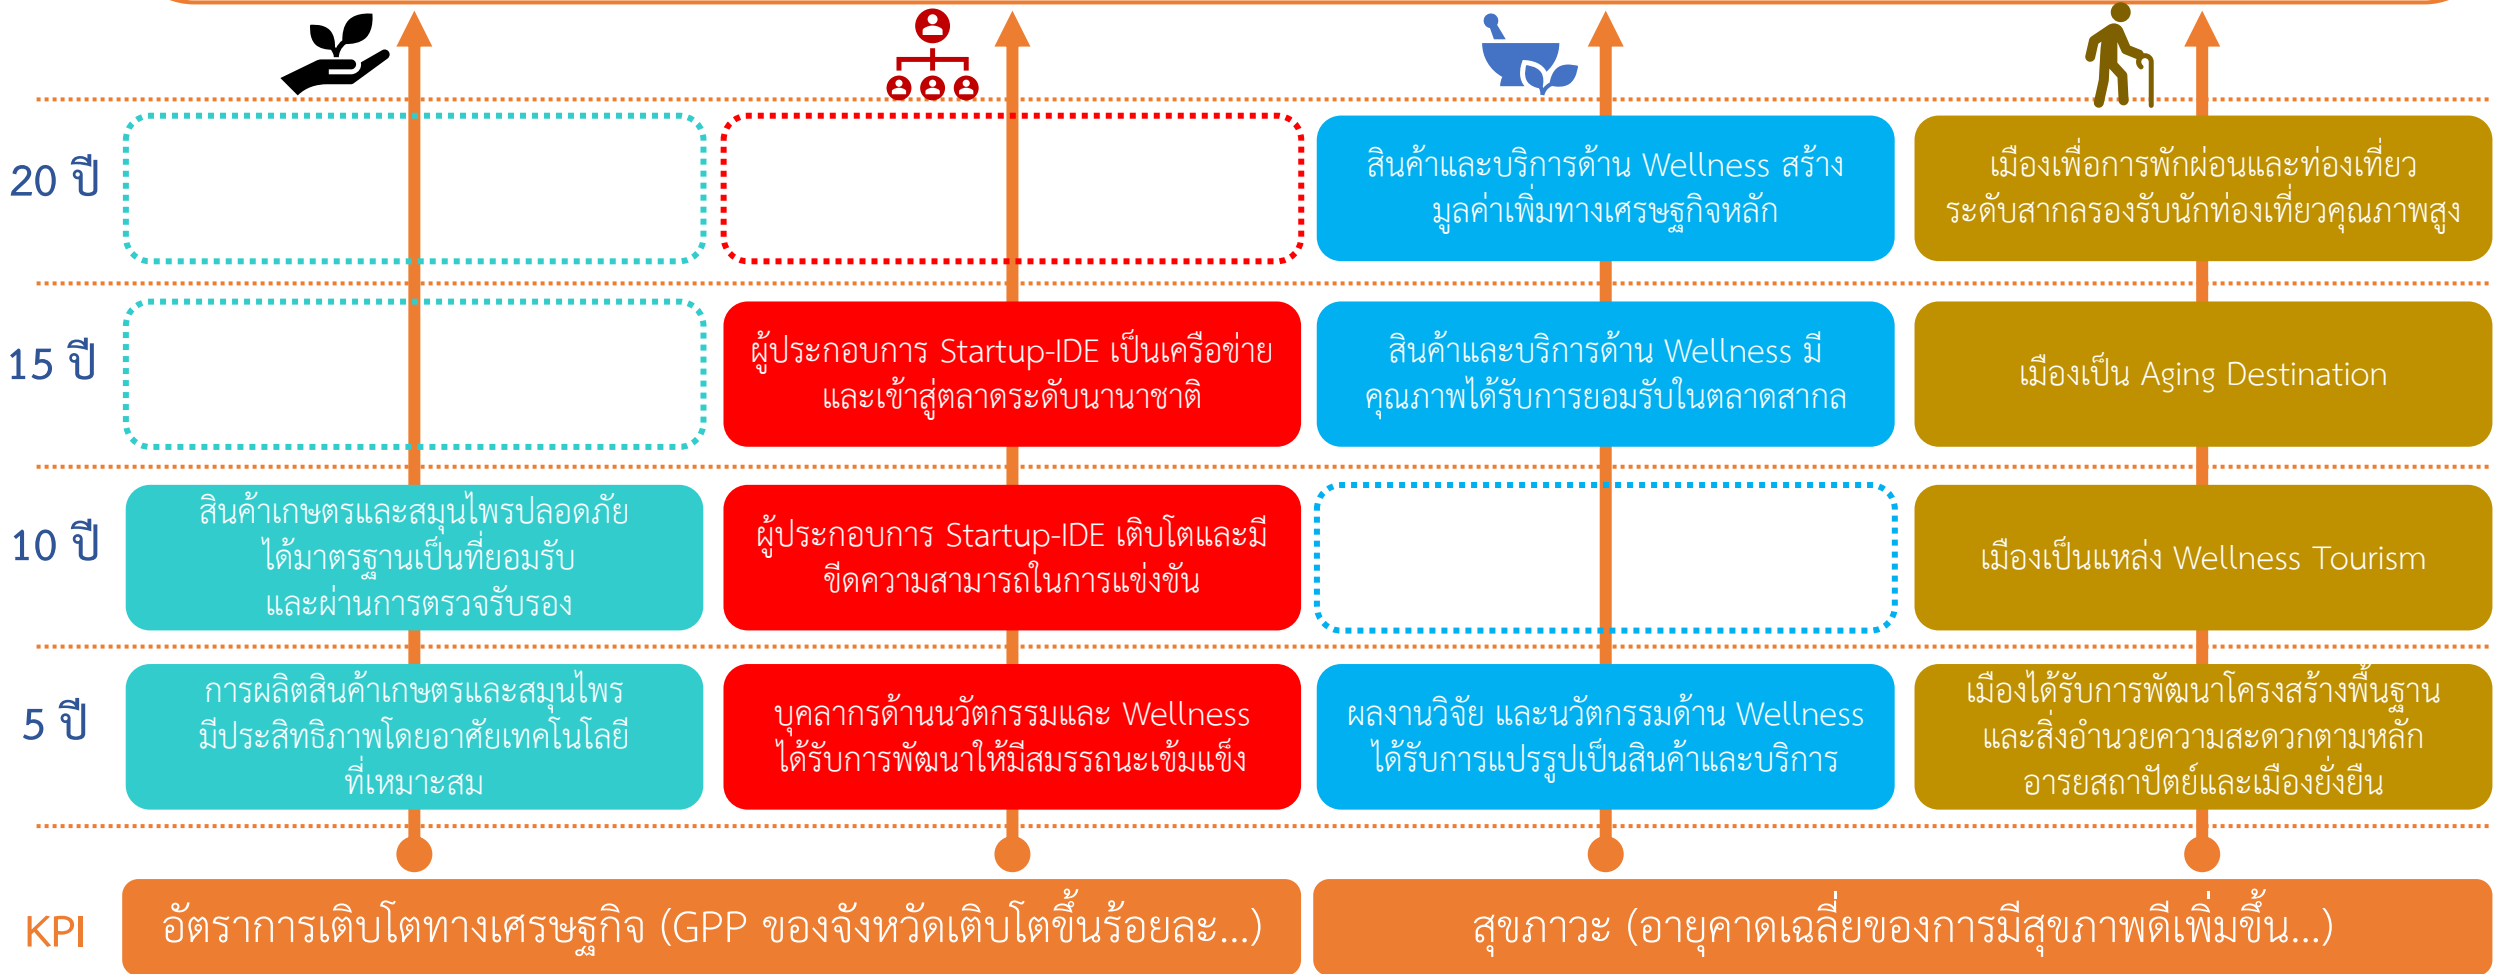 20 ปี
สินค้าและบริการด้าน Wellness สร้าง
มูลค่าเพิ่มทางเศรษฐกิจหลัก
เมืองเพื่อการพักผ่อนและท่องเที่ยว
ระดับสากลรองรับนักท่องเที่ยวคุณภาพสูง
15 ปี
ผู้ประกอบการ Startup-IDE เป็นเครือข่าย
และเข้าสู่ตลาดระดับนานาชาติ
สินค้าและบริการด้าน Wellness มี
คุณภาพได้รับการยอมรับในตลาดสากล
เมืองเป็น Aging Destination
10 ปี
สินค้าเกษตรและสมุนไพรปลอดภัย
ได้มาตรฐานเป็นที่ยอมรับ
และผ่านการตรวจรับรอง
ผู้ประกอบการ Startup-IDE เติบโตและมี
ขีดความสามารถในการแข่งขัน
เมืองเป็นแหล่ง Wellness Tourism
5 ปี
การผลิตสินค้าเกษตรและสมุนไพร
มีประสิทธิภาพโดยอาศัยเทคโนโลยี
ที่เหมาะสม
บุคลากรด้านนวัตกรรมและ Wellness
ได้รับการพัฒนาให้มีสมรรถนะเข้มแข็ง
ผลงานวิจัย และนวัตกรรมด้าน Wellness
ได้รับการแปรรูปเป็นสินค้าและบริการ
เมืองได้รับการพัฒนาโครงสร้างพื้นฐาน
และสิ่งอำนวยความสะดวกตามหลัก
อารยสถาปัตย์และเมืองยั่งยืน
KPI
อัตราการเติบโตทางเศรษฐกิจ (GPP ของจังหวัดเติบโตขึ้นร้อยละ...)
สุขภาวะ (อายุคาดเฉลี่ยของการมีสุขภาพดีเพิ่มขึ้น...)